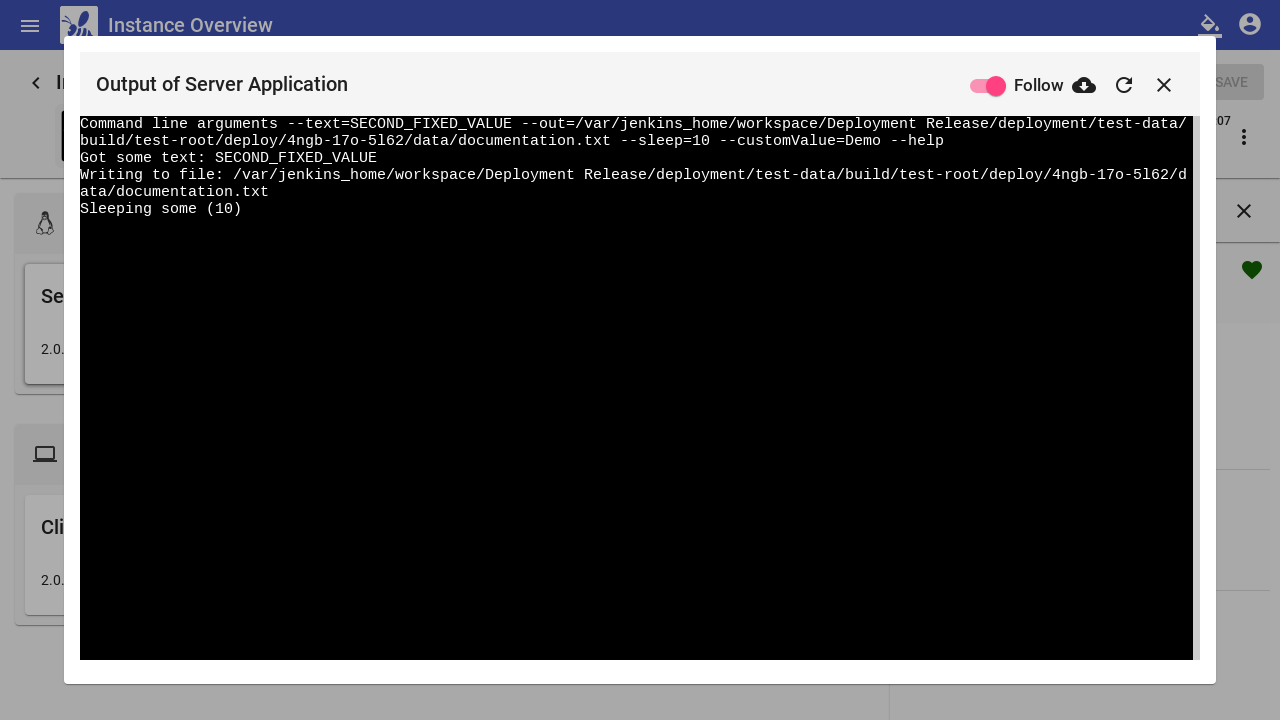 Instance Overview
SAVE
Output of Server Application
Follow
Command line arguments --text=SECOND_FIXED_VALUE --out=/var/jenkins_home/workspace/Deployment Release/deployment/test-data/
build/test-root/deploy/4ngb-17o-5l62/data/documentation.txt --sleep=10 --customValue=Demo --help
Got some text: SECOND_FIXED_VALUE
Writing to file: /var/jenkins_home/workspace/Deployment Release/deployment/test-data/build/test-root/deploy/4ngb-17o-5l62/d
ata/documentation.txt
Sleeping some (10)
07
Se
2.0.
Cli
2.0.